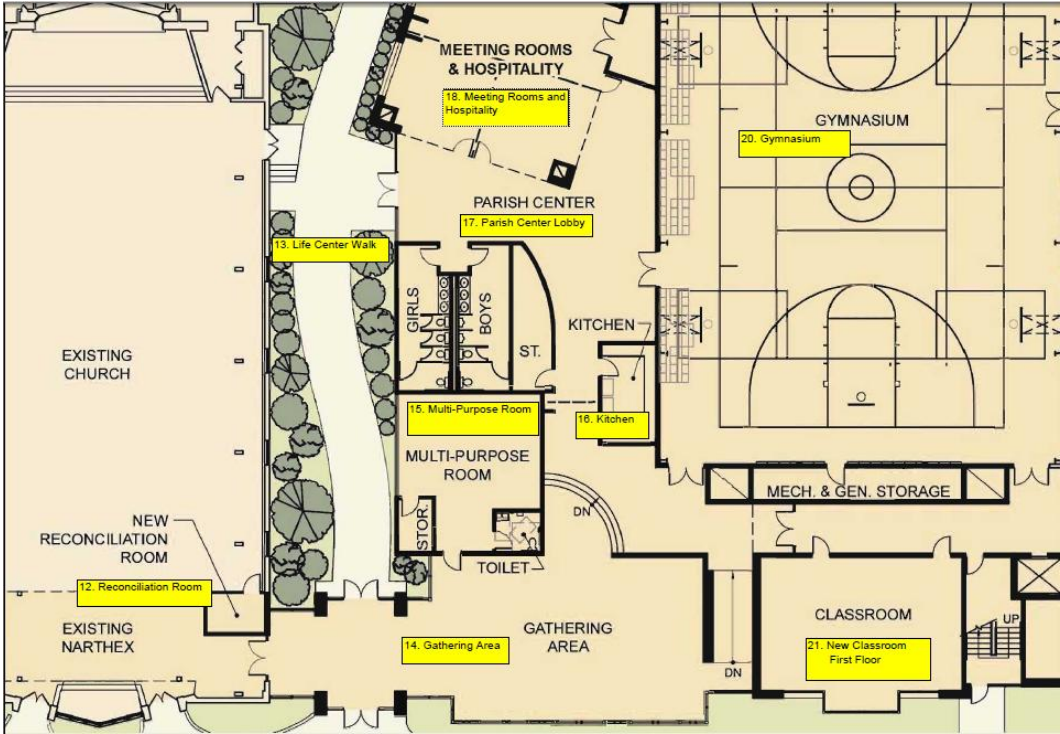 MEETING ROOMS
& HOSPITALITY
18. Meeting Rooms and
Hospitality
GYMNASIUM
20. Gymnasium
PARISH CENTER
17. Parish Center Lobby
13. Life Center Walk
GIRLS
BOYS
ST.
KITCHEN
16. Kitchen
EXISTING
CHURCH
15. Multi-Purpose Room
MULTI-PURPOSE
ROOM
STOR.
TOILET
DN
MECH. & GEN. STORAGE
NEW
RECONCILIATION
ROOM
12. Reconciliation Room
EXISTING
NARTHEX
14. Gathering Area
GATHERING
AREA
DN
CLASSROOM
21. New Classroom
First Floor
UP